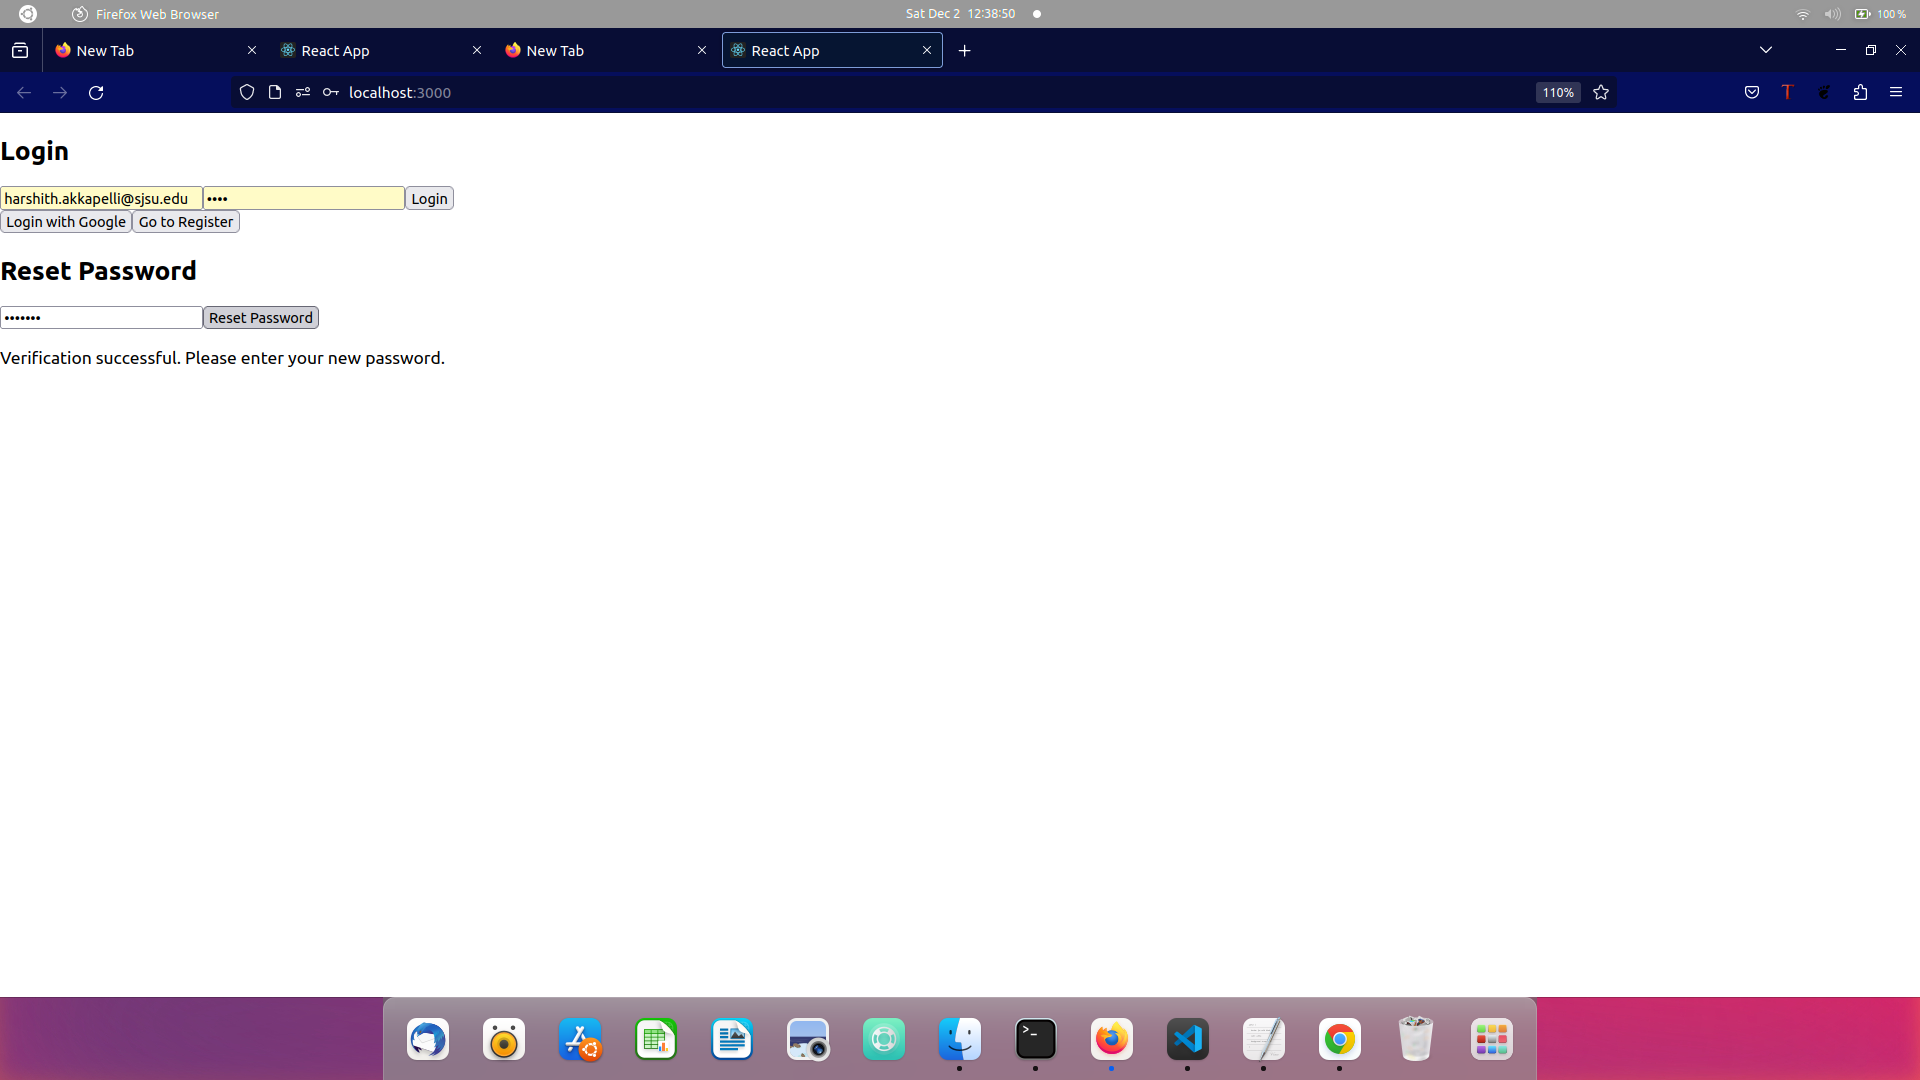 Firefox Web Browser
Sat Dec 2 12:38:50
100 %
New Tab
React App
New Tab
React App
localhost:3000
110%
T
Login
harshith.akkapelli@sjsu.edu
••••
Login
Login with Google
Go to Register
Reset Password
•••••••
Reset Password
Verification successful. Please enter your new password.
>_